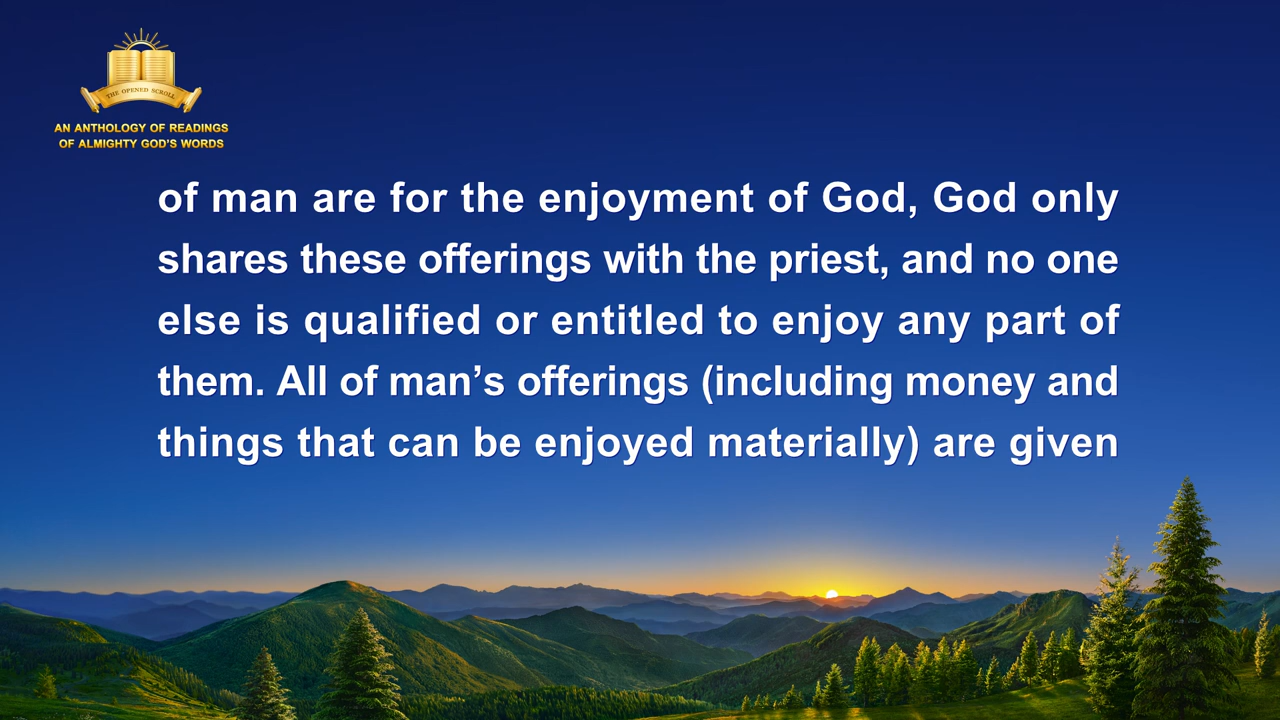 THE OPENED SCROLL
AN ANTHOLOGY OF READINGS
OF ALMIGHTY GOD'S WORDS
of man are for the enjoyment of God, God only
shares these offerings with the priest, and no one
else is qualified or entitled to enjoy any part of
them. All of man’s offerings (including money and
things that can be enjoyed materially) are given